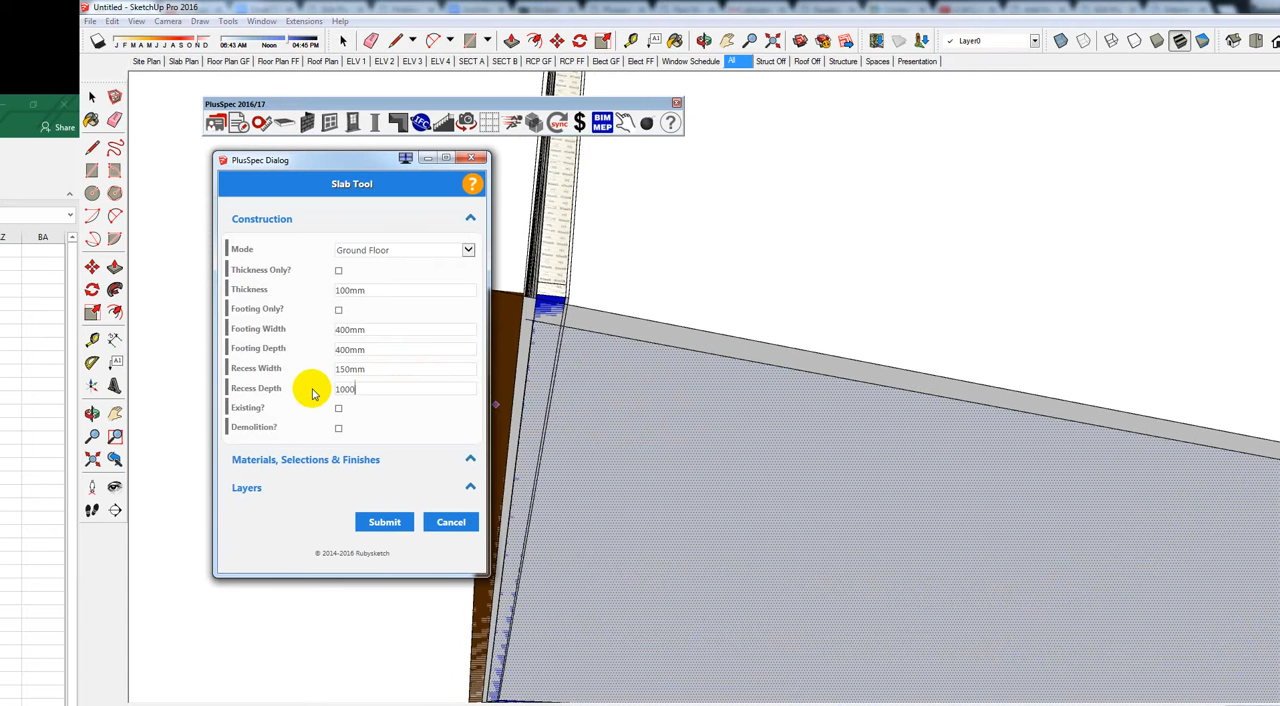 Untitled - SketchUp Pro 2016
File Edit View Camera Draw Tools Window Extensions Help
J F M A M J J A S O N D 06:43 AM Noon 04:45 PM
Layer0
Site Plan Slab Plan Floor Plan GF Floor Plan FF Roof Plan ELV 1 ELV 2 ELV 3 ELV 4 SECT A SECT B RCP GF RCP FF Elect GF Elect FF Window Schedule All Struct Off Roof Off Structure Spaces Presentation
PlusSpec 2016/17
IFC sync $ BIM MEP ?
Share
Z BA
PlusSpec Dialog
Slab Tool
?
Construction
Mode Ground Floor
Thickness Only?
Thickness 100mm
Footing Only?
Footing Width 400mm
Footing Depth 400mm
Recess Width 150mm
Recess Depth 1000
Existing?
Demolition?
Materials, Selections & Finishes
Layers
Submit Cancel
© 2014-2016 Rubysketch